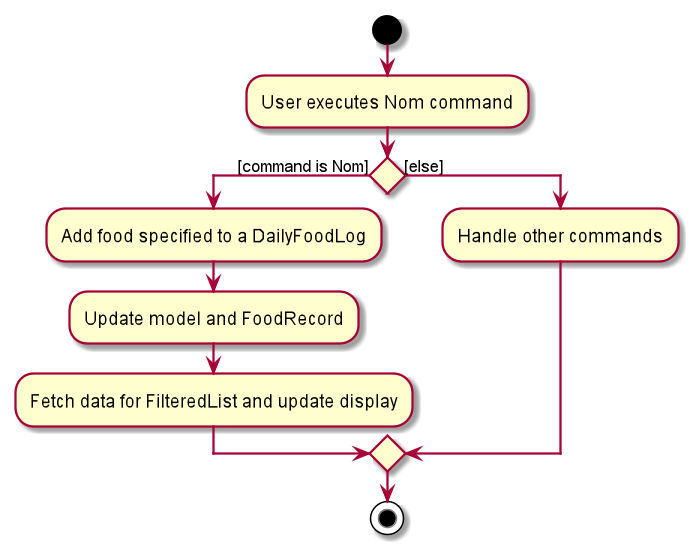 User executes Nom command
[command is Nom]
[else]
Add food specified to a DailyFoodLog
Handle other commands
Update model and FoodRecord
Fetch data for FilteredList and update display